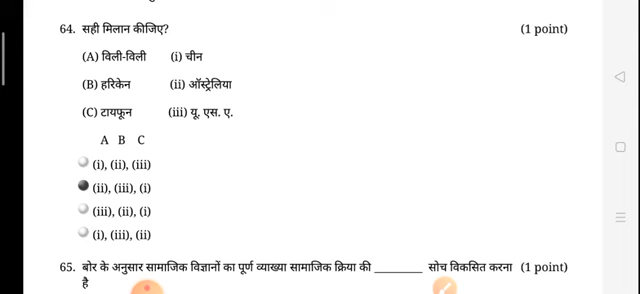 64. सही मिलान कीजिए? (1 point)
(A) विली-विली (i) चीन
(B) हरिकेन (ii) ऑस्ट्रेलिया
(C) टायफून (iii) यू. एस. ए.
A B C
(i), (ii), (iii)
(ii), (iii), (i)
(iii), (ii), (i)
(i), (iii), (ii)
65. बोर के अनुसार सामाजिक विज्ञानों का पूर्ण व्याख्या सामाजिक क्रिया की ________ सोच विकसित करना (1 point)
है